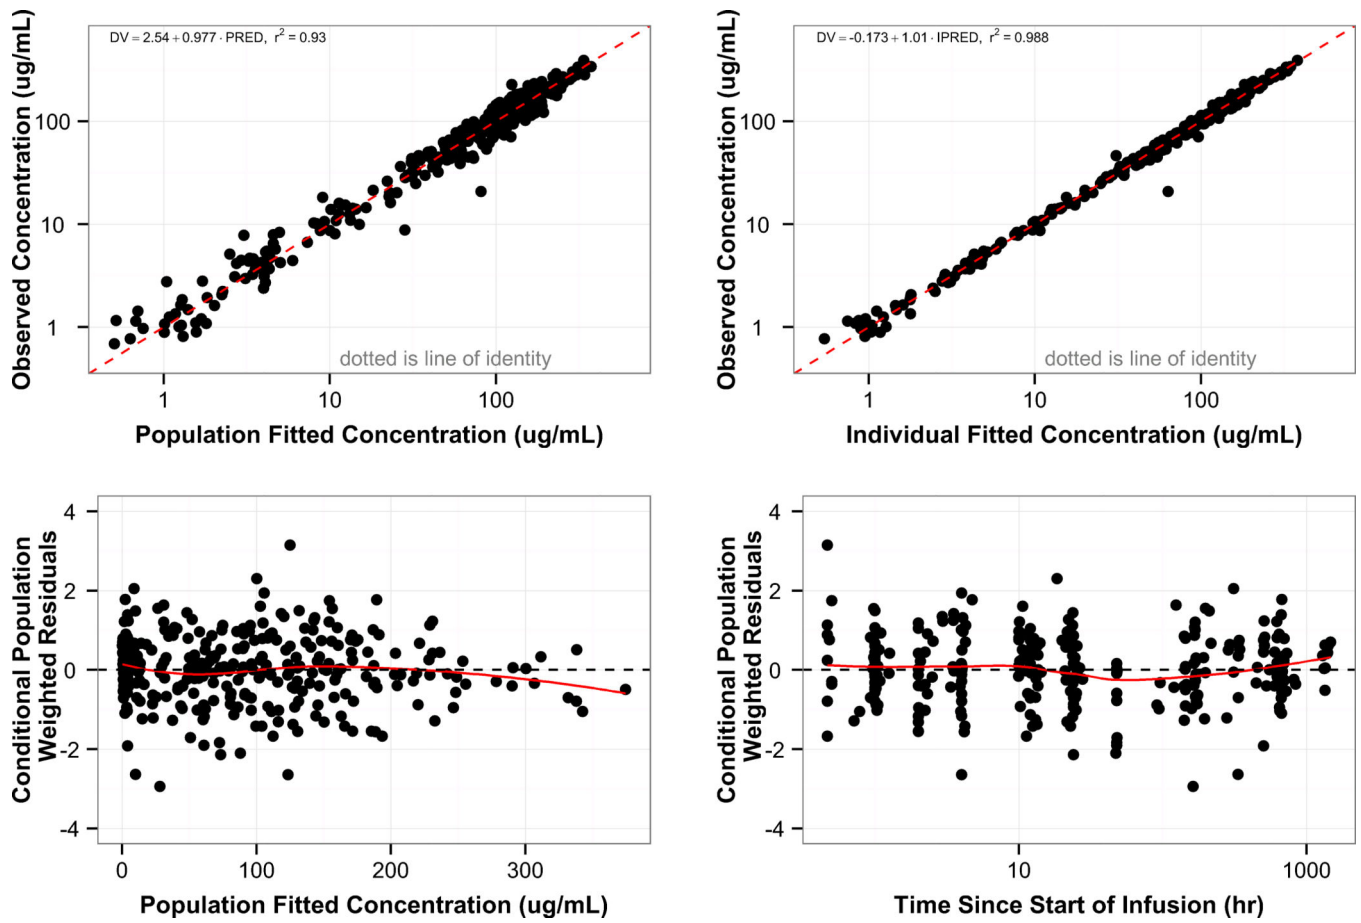 DV = 2.54 + 0.977 · PRED, r² = 0.93
Observed Concentration (ug/mL)
100
10
1
dotted is line of identity
1
10
100
Population Fitted Concentration (ug/mL)
DV = -0.173 + 1.01 · IPRED, r² = 0.988
Observed Concentration (ug/mL)
100
10
1
dotted is line of identity
1
10
100
Individual Fitted Concentration (ug/mL)
Conditional Population
Weighted Residuals
4
2
0
-2
-4
0
100
200
300
Population Fitted Concentration (ug/mL)
Conditional Population
Weighted Residuals
4
2
0
-2
-4
10
1000
Time Since Start of Infusion (hr)